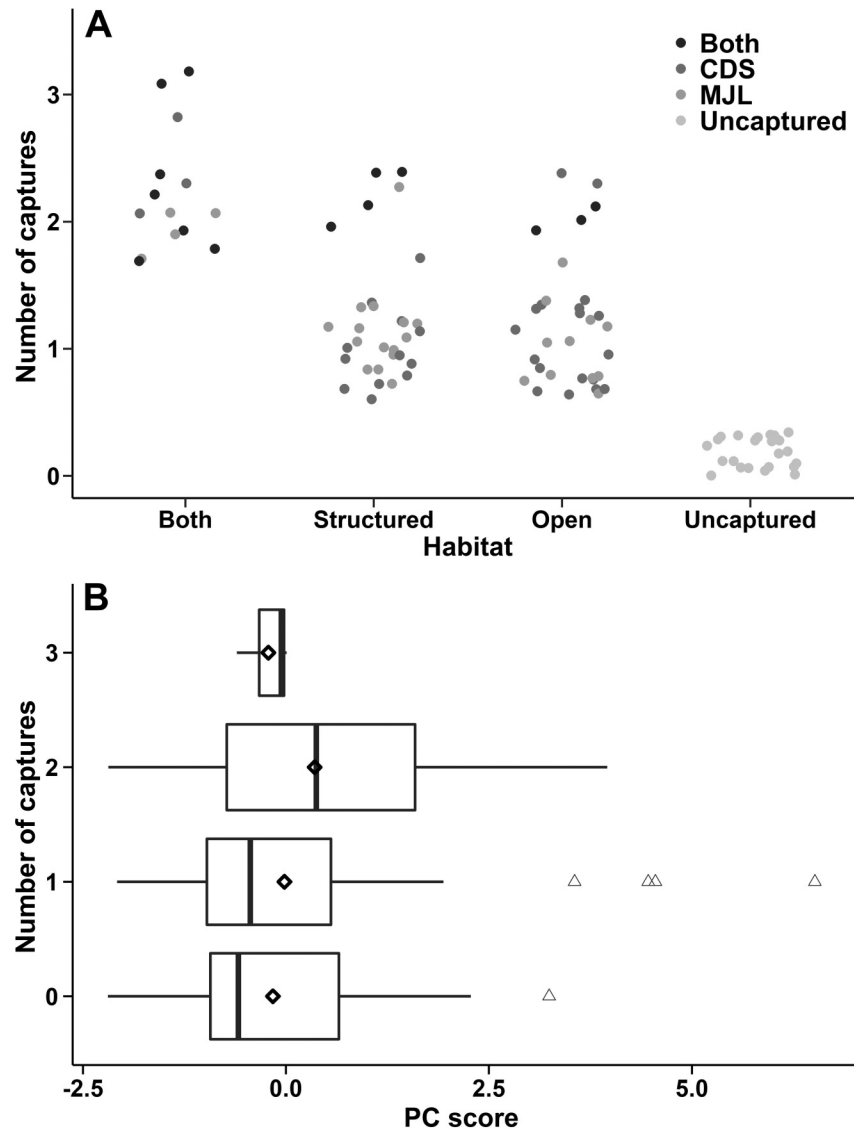 A
Both
CDS
MJL
Uncaptured
Number of captures
3
2
1
0
Both Structured Open Uncaptured
Habitat
B
Number of captures
3
2
1
0
-2.5 0.0 2.5 5.0
PC score